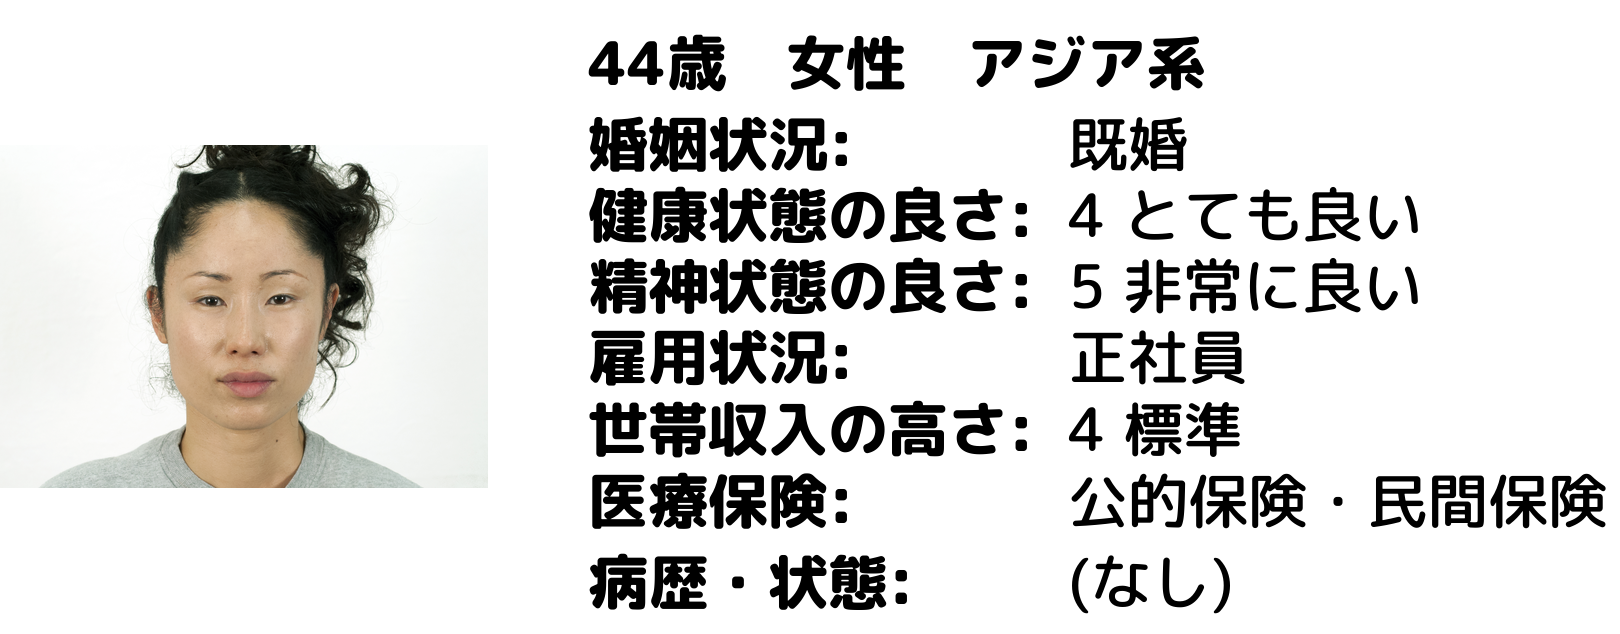 44歳　女性　アジア系
婚姻状況: 既婚
健康状態の良さ: 4 とても良い
精神状態の良さ: 5 非常に良い
雇用状況: 正社員
世帯収入の高さ: 4 標準
医療保険: 公的保険・民間保険
病歴・状態: (なし)